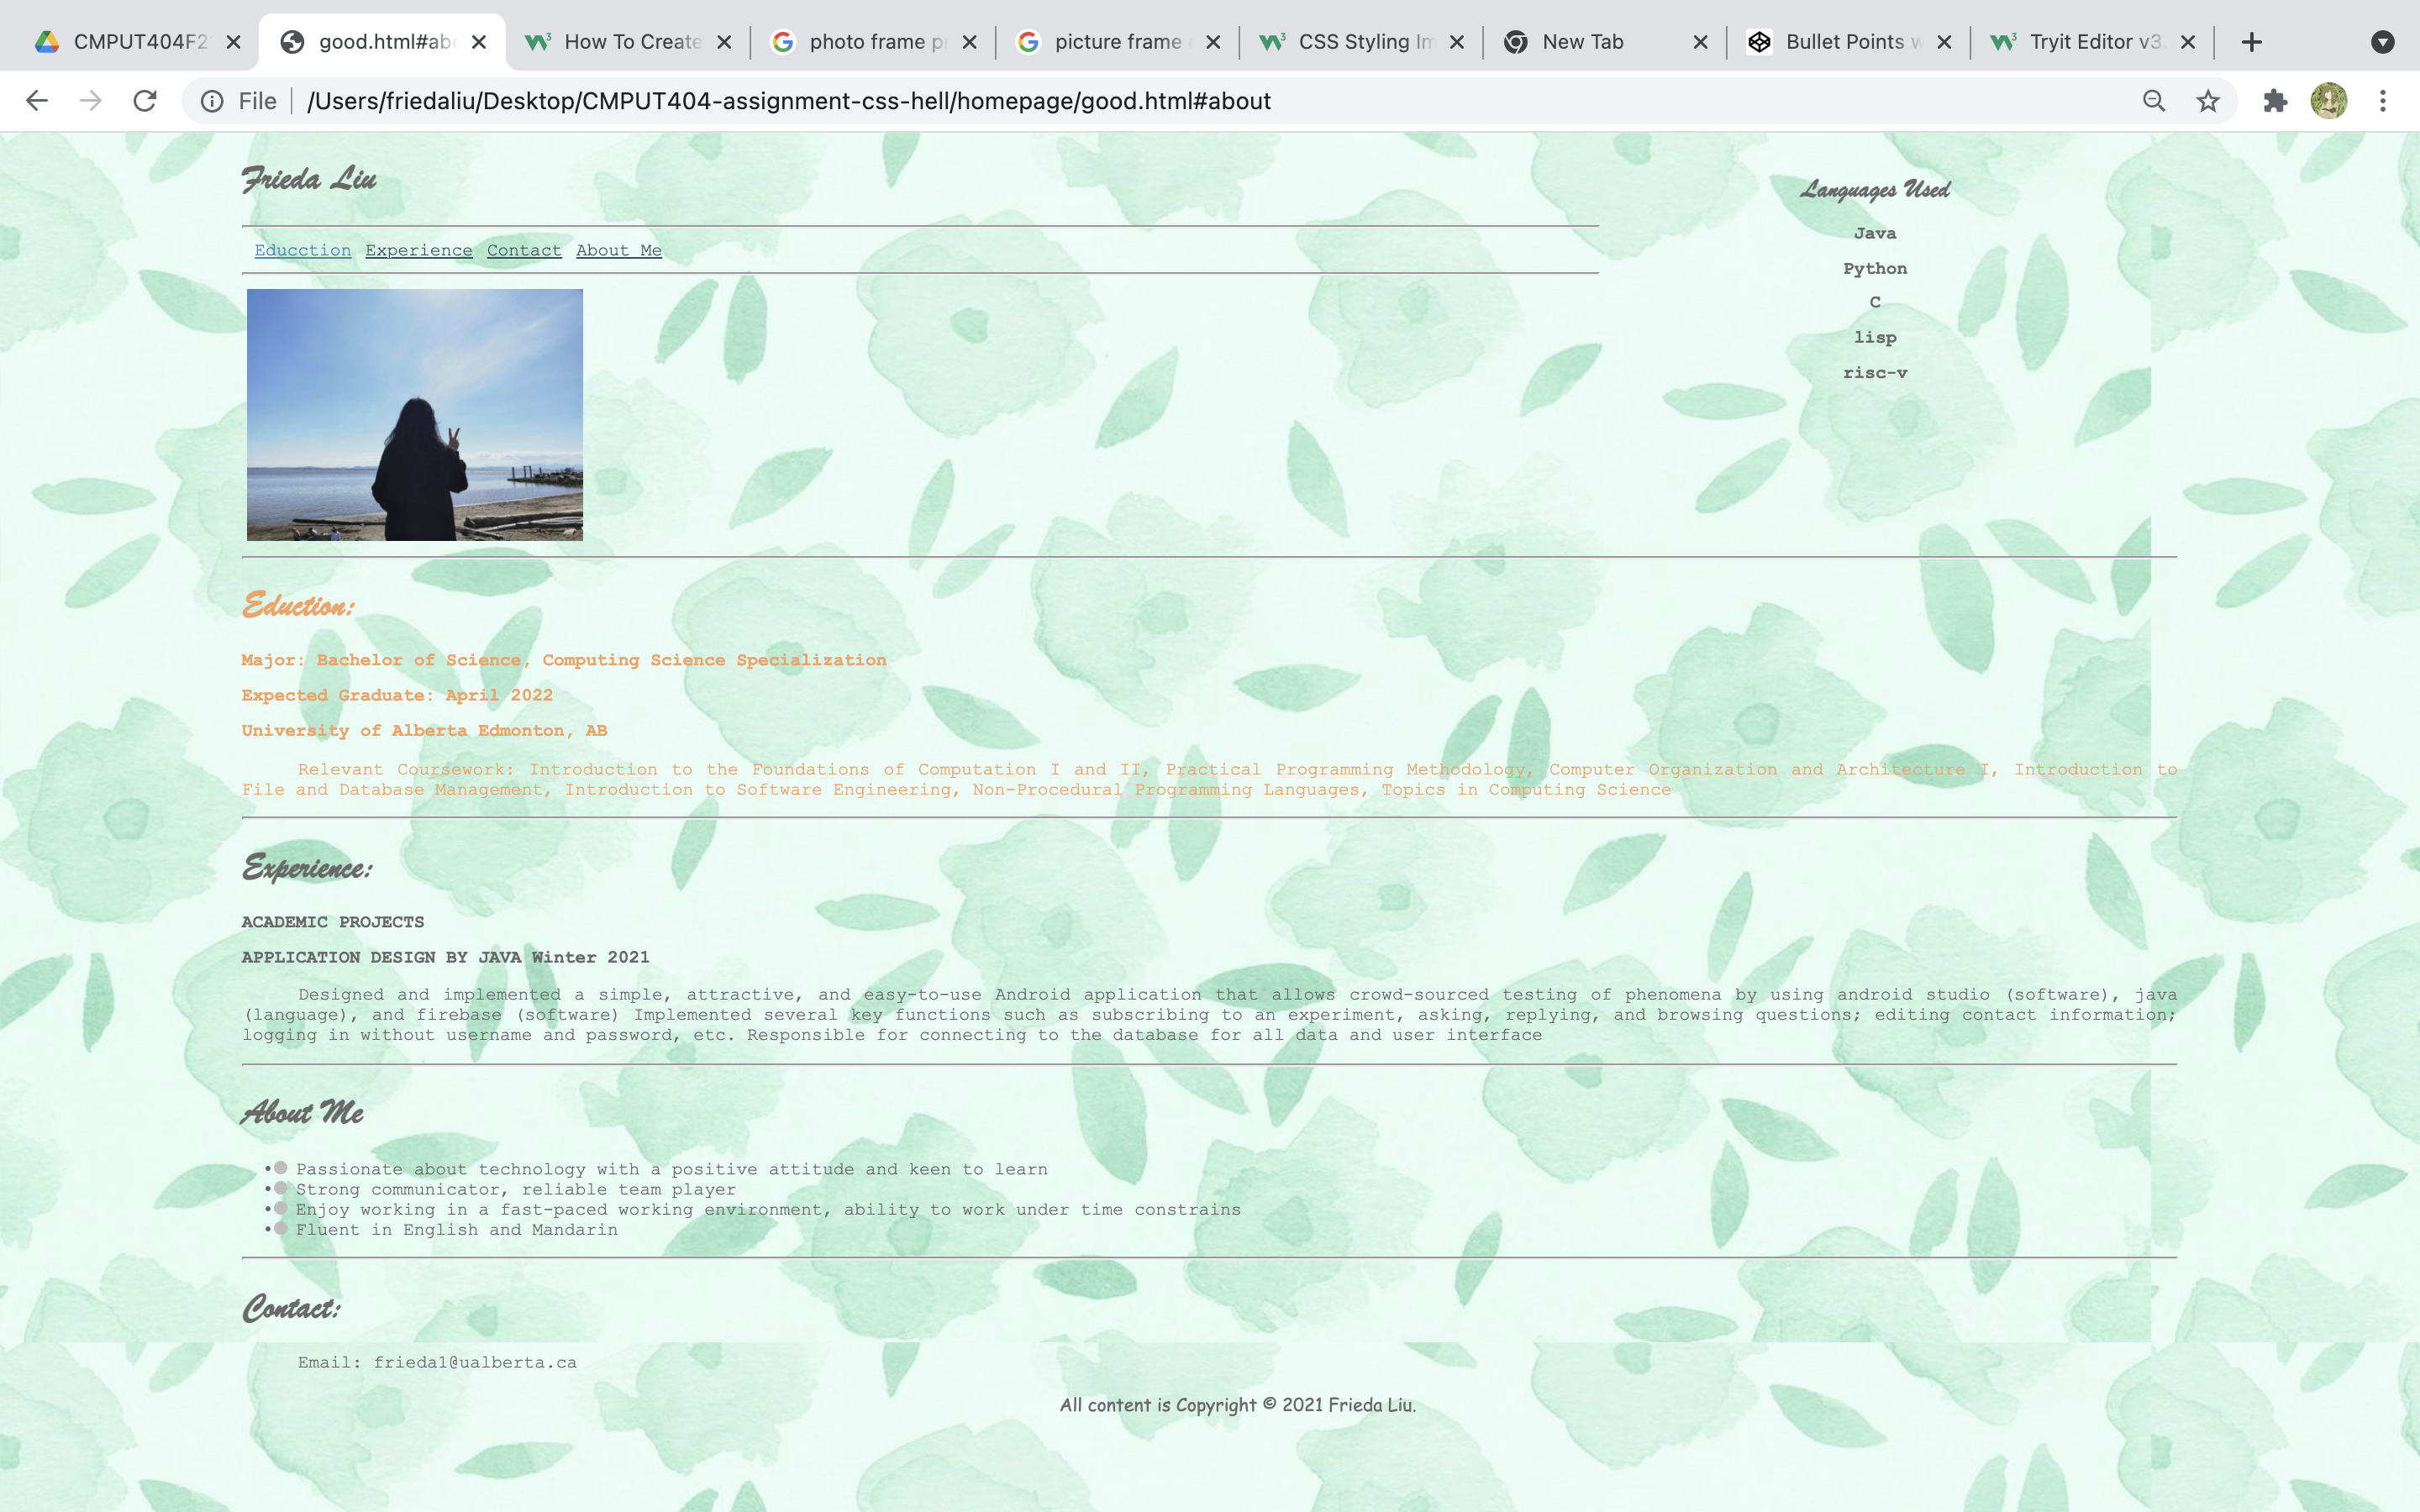 CMPUT404F2
good.html#abo
How To Create
photo frame p
picture frame
CSS Styling Im
New Tab
Bullet Points w
Tryit Editor v3.
File /Users/friedaliu/Desktop/CMPUT404-assignment-css-hell/homepage/good.html#about
Frieda Liu
Educction Experience Contact About Me
Languages Used
Java
Python
C
lisp
risc-v
Eduction:
Major: Bachelor of Science, Computing Science Specialization
Expected Graduate: April 2022
University of Alberta Edmonton, AB
Relevant Coursework: Introduction to the Foundations of Computation I and II, Practical Programming Methodology, Computer Organization and Architecture I, Introduction to
File and Database Management, Introduction to Software Engineering, Non-Procedural Programming Languages, Topics in Computing Science
Experience:
ACADEMIC PROJECTS
APPLICATION DESIGN BY JAVA Winter 2021
Designed and implemented a simple, attractive, and easy-to-use Android application that allows crowd-sourced testing of phenomena by using android studio (software), java
(language), and firebase (software) Implemented several key functions such as subscribing to an experiment, asking, replying, and browsing questions; editing contact information;
logging in without username and password, etc. Responsible for connecting to the database for all data and user interface
About Me
• Passionate about technology with a positive attitude and keen to learn
• Strong communicator, reliable team player
• Enjoy working in a fast-paced working environment, ability to work under time constrains
• Fluent in English and Mandarin
Contact:
Email: frieda1@ualberta.ca
All content is Copyright © 2021 Frieda Liu.